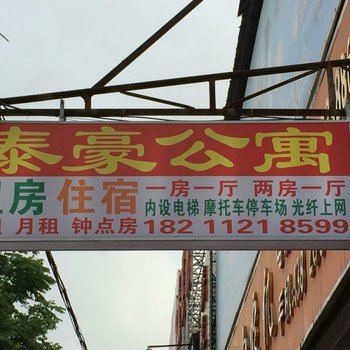 泰豪公寓
房 住宿 一房一厅 两房一厅
内设电梯 摩托车停车场 光纤上网
月租 钟点房 182 1121 8599